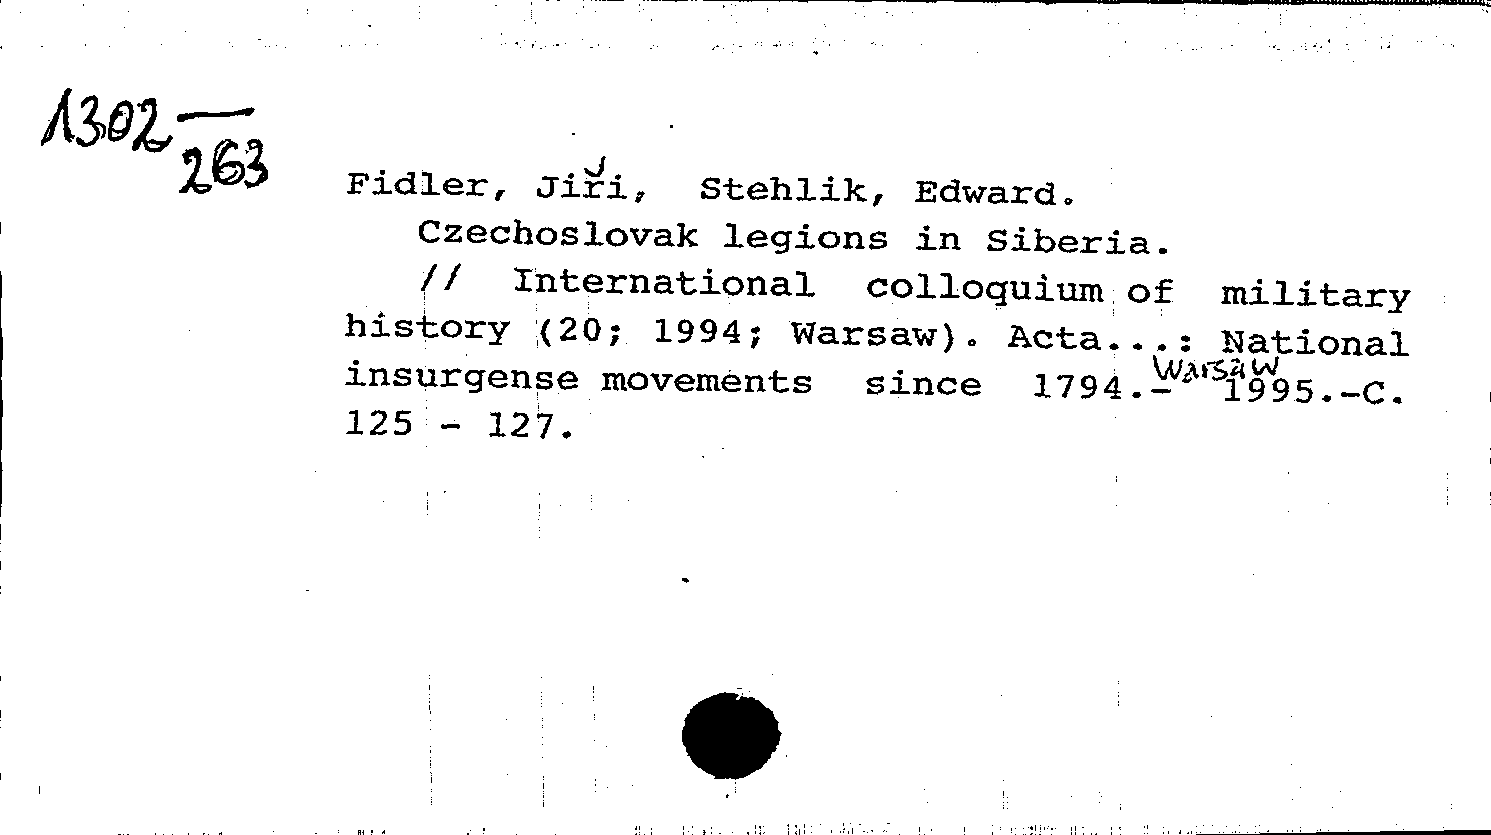 1302-
263
Fidler, Jiři, Stehlik, Edward.
Czechoslovak legions in Siberia.
// International colloquium of military
history (20; 1994; Warsaw). Acta...: National
insurgense movements since 1794.- Warsaw 1995.-C.
125 - 127.